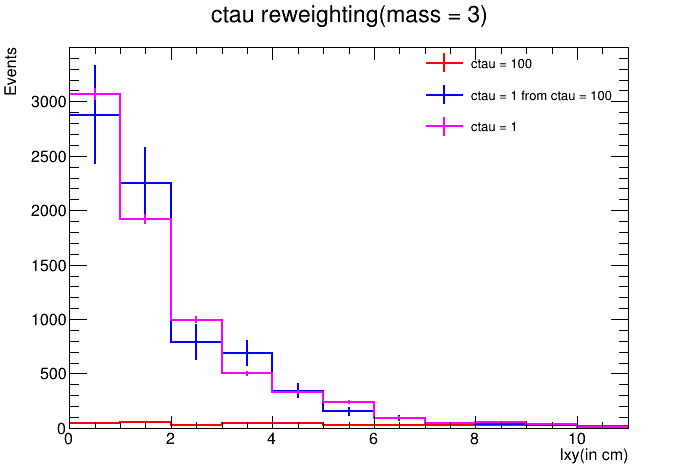 ctau reweighting(mass = 3)
Events
ctau = 100
ctau = 1 from ctau = 100
ctau = 1
3000
2500
2000
1500
1000
500
0
0 2 4 6 8 10
lxy(in cm)